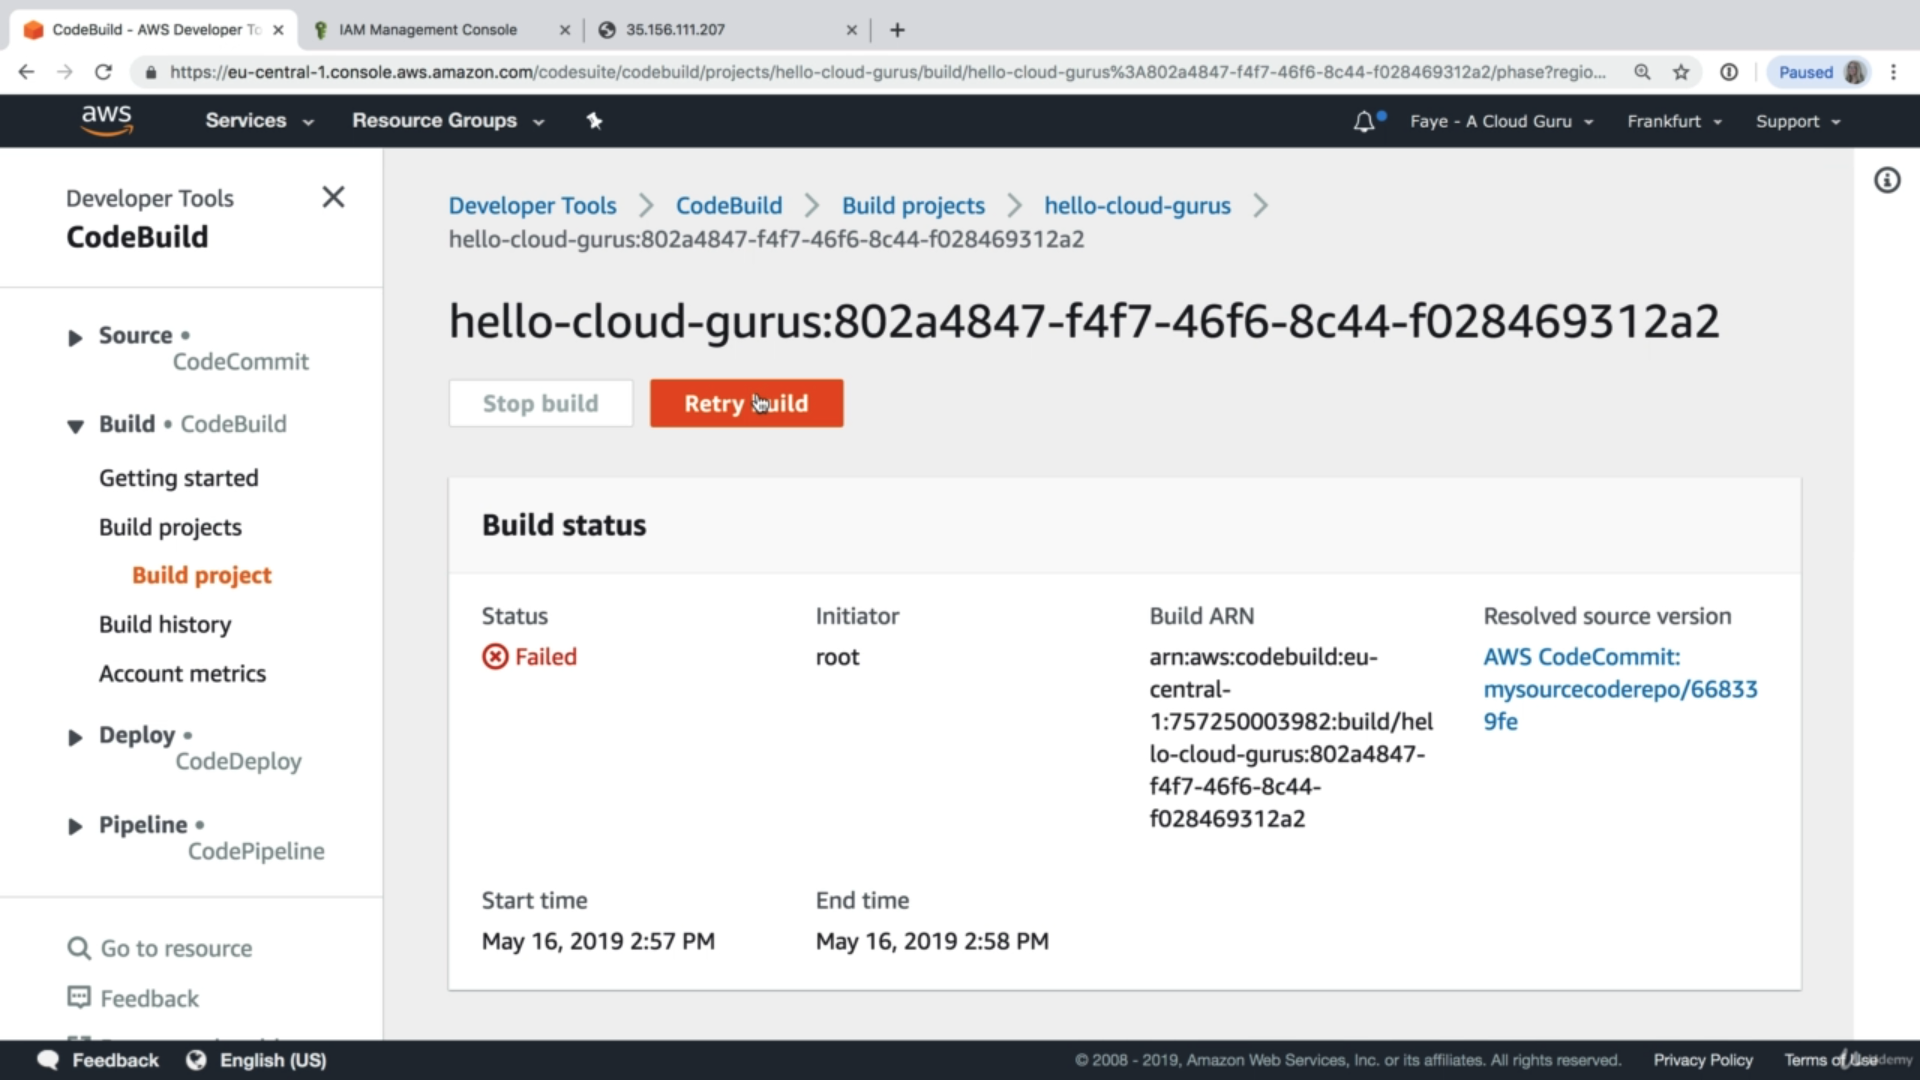 CodeBuild - AWS Developer To
IAM Management Console
35.156.111.207
https://eu-central-1.console.aws.amazon.com/codesuite/codebuild/projects/hello-cloud-gurus/build/hello-cloud-gurus%3A802a4847-f4f7-46f6-8c44-f028469312a2/phase?regio...
Paused
aws
Services
Resource Groups
Faye - A Cloud Guru
Frankfurt
Support
Developer Tools
CodeBuild
Source •
CodeCommit
Build • CodeBuild
Getting started
Build projects
Build project
Build history
Account metrics
Deploy •
CodeDeploy
Pipeline •
CodePipeline
Go to resource
Feedback
Developer Tools
CodeBuild
Build projects
hello-cloud-gurus
hello-cloud-gurus:802a4847-f4f7-46f6-8c44-f028469312a2
hello-cloud-gurus:802a4847-f4f7-46f6-8c44-f028469312a2
Stop build
Retry build
Build status
Status
Failed
Initiator
root
Build ARN
arn:aws:codebuild:eu-
central-
1:757250003982:build/hel
lo-cloud-gurus:802a4847-
f4f7-46f6-8c44-
f028469312a2
Resolved source version
AWS CodeCommit:
mysourcecoderepo/66833
9fe
Start time
May 16, 2019 2:57 PM
End time
May 16, 2019 2:58 PM
Feedback
English (US)
© 2008 - 2019, Amazon Web Services, Inc. or its affiliates. All rights reserved.
Privacy Policy
Terms of Use